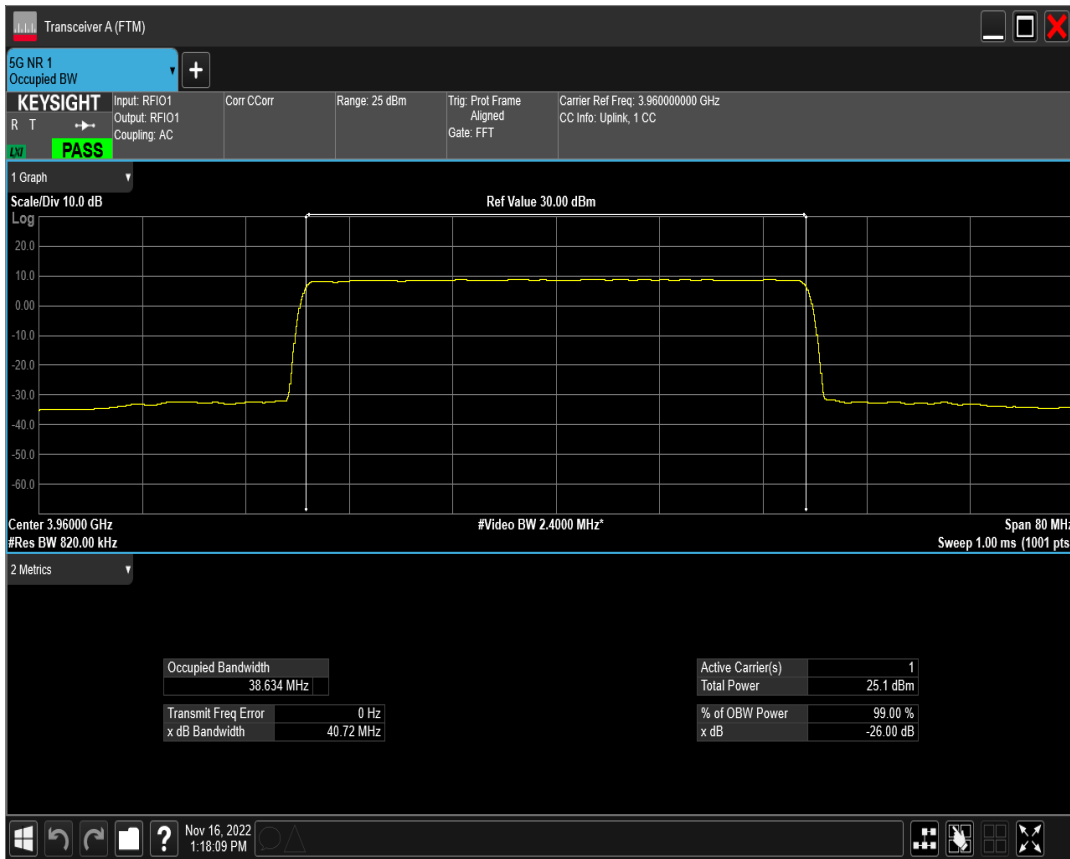 Transceiver A (FTM)
5G NR 1
Occupied BW
+
KEYSIGHT
R T
LXI
PASS
Input: RFIO1
Output: RFIO1
Coupling: AC
Corr CCorr
Range: 25 dBm
Trig: Prot Frame
Aligned
Gate: FFT
Carrier Ref Freq: 3.960000000 GHz
CC Info: Uplink, 1 CC
1 Graph
Scale/Div 10.0 dB
Ref Value 30.00 dBm
Log
20.0
10.0
0.00
-10.0
-20.0
-30.0
-40.0
-50.0
-60.0
Center 3.96000 GHz
#Video BW 2.4000 MHz*
Span 80 MHz
#Res BW 820.00 kHz
Sweep 1.00 ms (1001 pts
2 Metrics
Occupied Bandwidth
38.634 MHz
Transmit Freq Error 0 Hz
x dB Bandwidth 40.72 MHz
Active Carrier(s) 1
Total Power 25.1 dBm
% of OBW Power 99.00 %
x dB -26.00 dB
?
Nov 16, 2022
1:18:09 PM